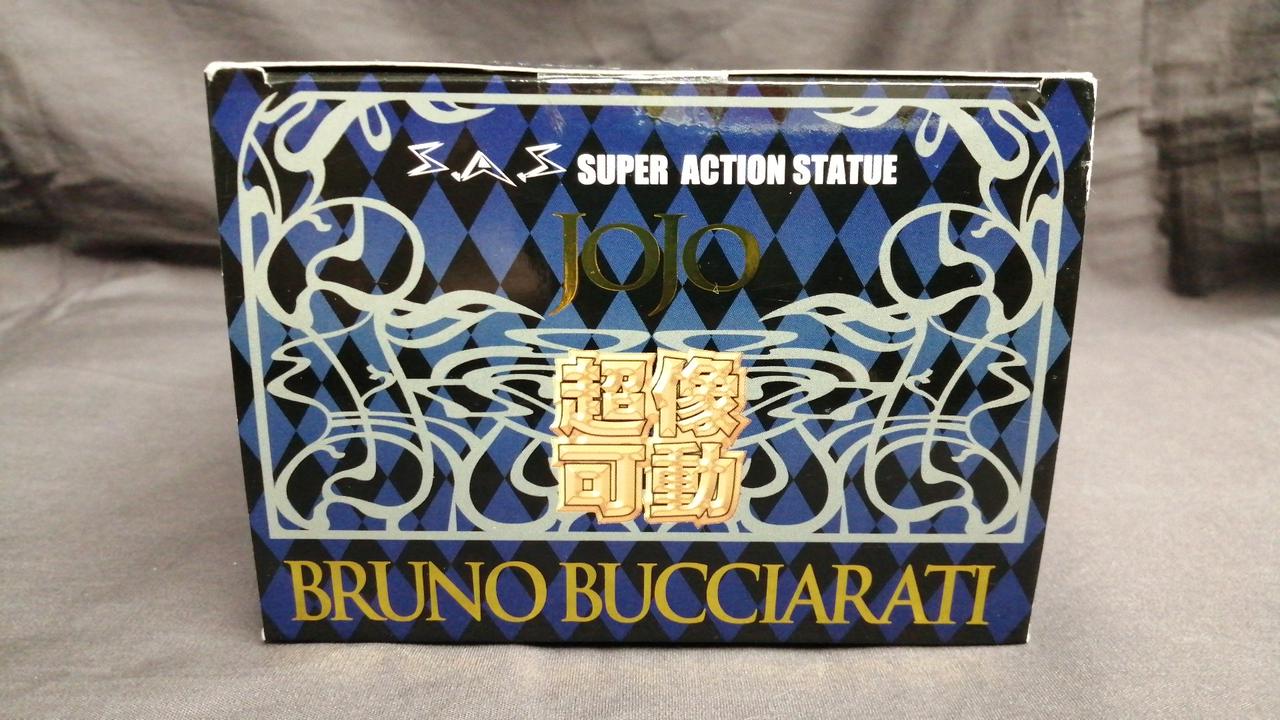 S.A.S SUPER ACTION STATUE
JOJO
超像
可動
BRUNO BUCCIARATI